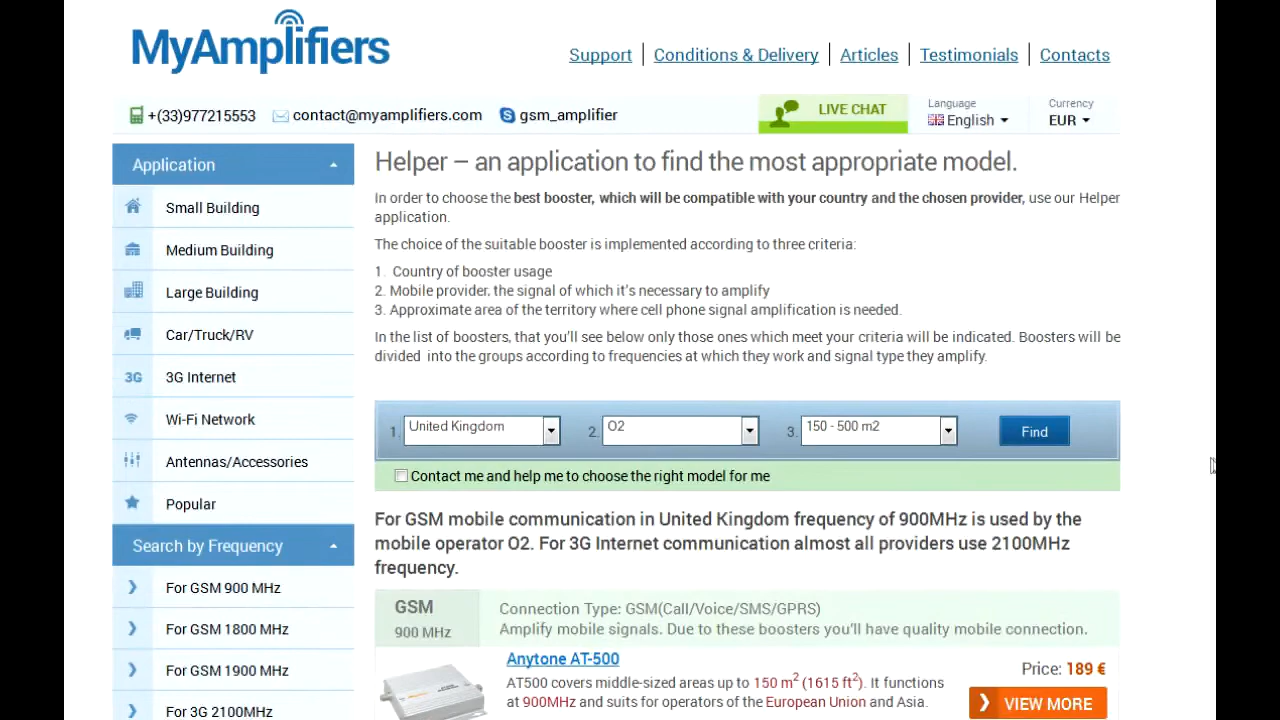 MyAmplifiers
Support
Conditions & Delivery
Articles
Testimonials
Contacts
+(33)977215553
contact@myamplifiers.com
gsm_amplifier
LIVE CHAT
Language
English
Currency
EUR
Application
Small Building
Medium Building
Large Building
Car/Truck/RV
3G
3G Internet
Wi-Fi Network
Antennas/Accessories
Popular
Search by Frequency
For GSM 900 MHz
For GSM 1800 MHz
For GSM 1900 MHz
For 3G 2100MHz
Helper – an application to find the most appropriate model.
In order to choose the best booster, which will be compatible with your country and the chosen provider, use our Helper
application.
The choice of the suitable booster is implemented according to three criteria:
1. Country of booster usage
2. Mobile provider, the signal of which it's necessary to amplify
3. Approximate area of the territory where cell phone signal amplification is needed.
In the list of boosters, that you'll see below only those ones which meet your criteria will be indicated. Boosters will be
divided into the groups according to frequencies at which they work and signal type they amplify.
1. United Kingdom
2. O2
3. 150 - 500 m2
Find
Contact me and help me to choose the right model for me
For GSM mobile communication in United Kingdom frequency of 900MHz is used by the
mobile operator O2. For 3G Internet communication almost all providers use 2100MHz
frequency.
GSM
900 MHz
Connection Type: GSM(Call/Voice/SMS/GPRS)
Amplify mobile signals. Due to these boosters you'll have quality mobile connection.
Anytone AT-500
AT500 covers middle-sized areas up to 150 m² (1615 ft²). It functions
at 900MHz and suits for operators of the European Union and Asia.
Price: 189 €
VIEW MORE